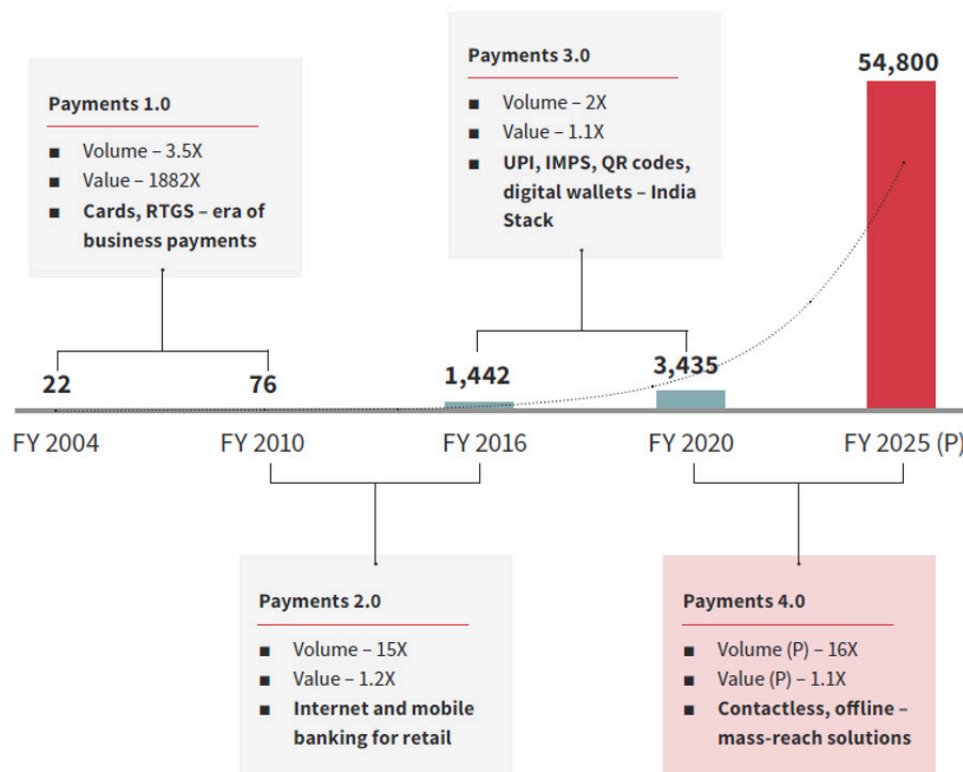 Payments 1.0
■ Volume – 3.5X
■ Value – 1882X
■ Cards, RTGS – era of
business payments
Payments 3.0
■ Volume – 2X
■ Value – 1.1X
■ UPI, IMPS, QR codes,
digital wallets – India
Stack
54,800
22
76
1,442
3,435
FY 2004
FY 2010
FY 2016
FY 2020
FY 2025 (P)
Payments 2.0
■ Volume – 15X
■ Value – 1.2X
■ Internet and mobile
banking for retail
Payments 4.0
■ Volume (P) – 16X
■ Value (P) – 1.1X
■ Contactless, offline –
mass-reach solutions